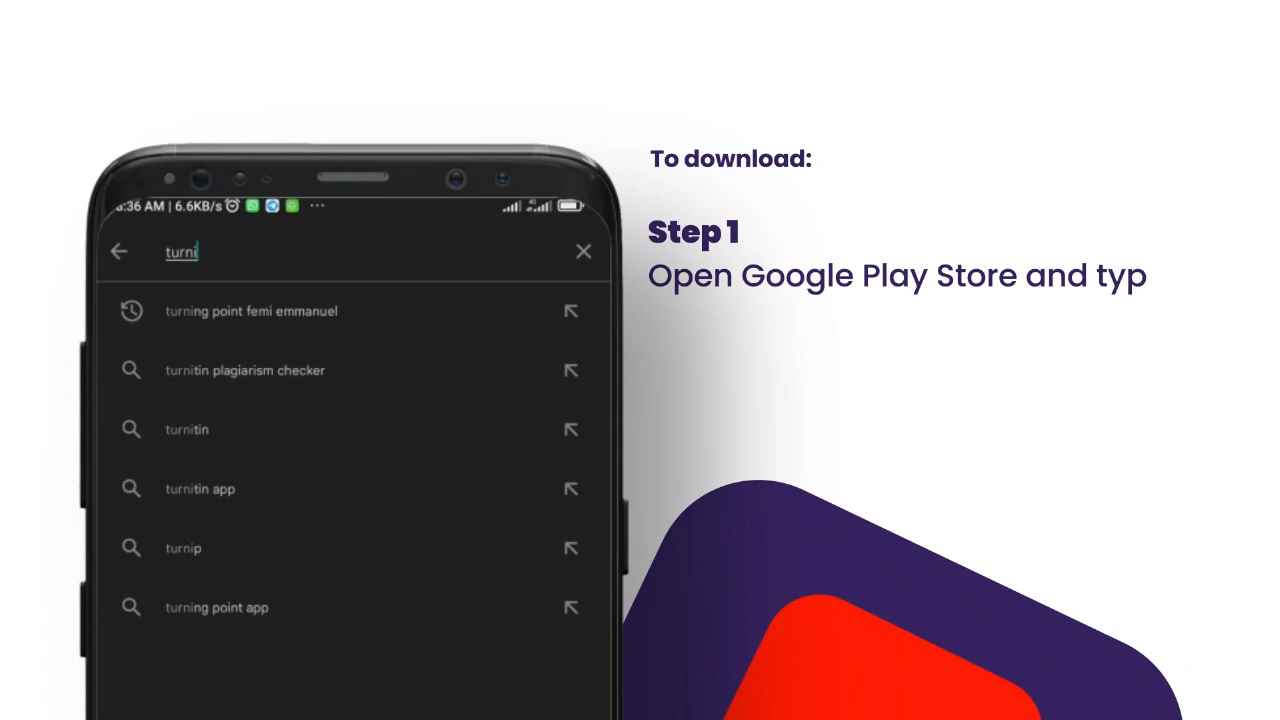 6:36 AM | 6.6KB/s
turni
turning point femi emmanuel
turnitin plagiarism checker
turnitin
turnitin app
turnip
turning point app
To download:
Step 1
Open Google Play Store and typ